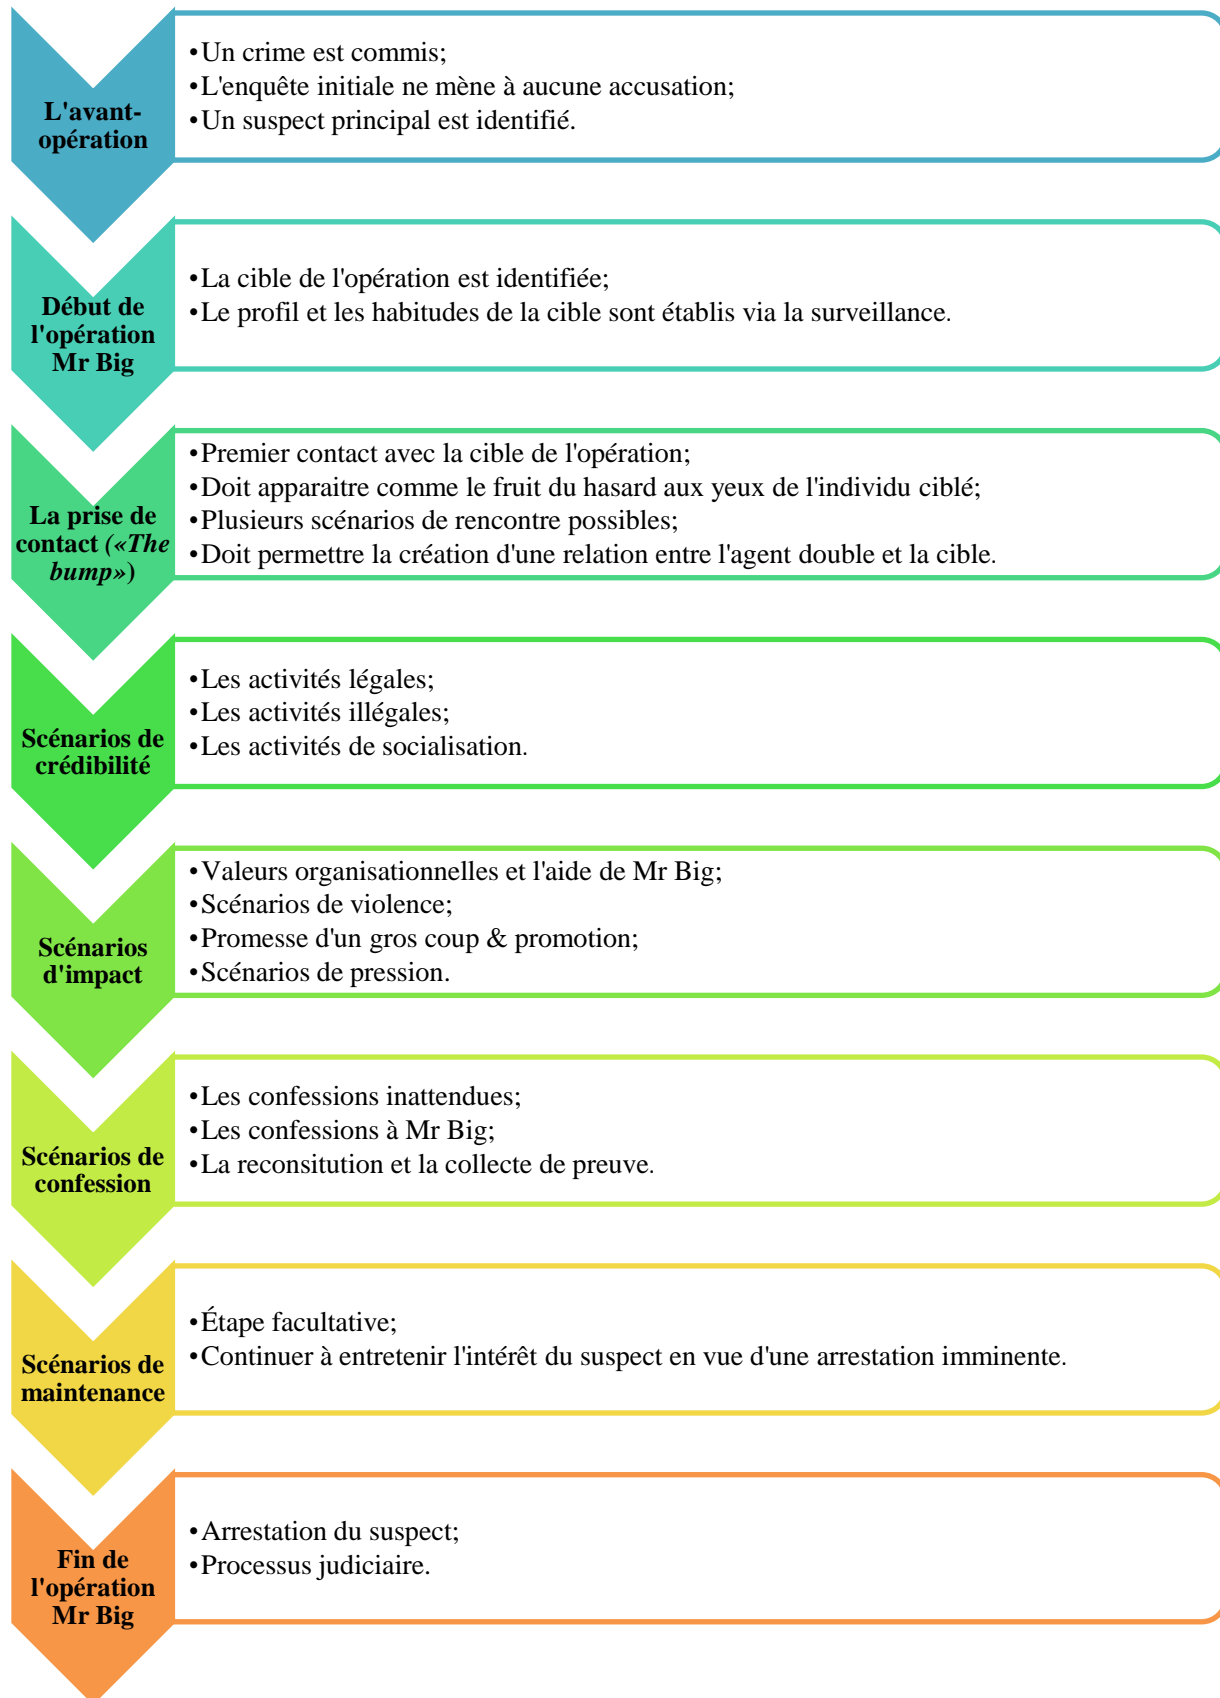 L'avant-
opération
•Un crime est commis;
•L'enquête initiale ne mène à aucune accusation;
•Un suspect principal est identifié.
Début de
l'opération
Mr Big
•La cible de l'opération est identifiée;
•Le profil et les habitudes de la cible sont établis via la surveillance.
La prise de
contact («The
bump»)
•Premier contact avec la cible de l'opération;
•Doit apparaitre comme le fruit du hasard aux yeux de l'individu ciblé;
•Plusieurs scénarios de rencontre possibles;
•Doit permettre la création d'une relation entre l'agent double et la cible.
Scénarios de
crédibilité
•Les activités légales;
•Les activités illégales;
•Les activités de socialisation.
Scénarios
d'impact
•Valeurs organisationnelles et l'aide de Mr Big;
•Scénarios de violence;
•Promesse d'un gros coup & promotion;
•Scénarios de pression.
Scénarios de
confession
•Les confessions inattendues;
•Les confessions à Mr Big;
•La reconsitution et la collecte de preuve.
Scénarios de
maintenance
•Étape facultative;
•Continuer à entretenir l'intérêt du suspect en vue d'une arrestation imminente.
Fin de
l'opération
Mr Big
•Arrestation du suspect;
•Processus judiciaire.